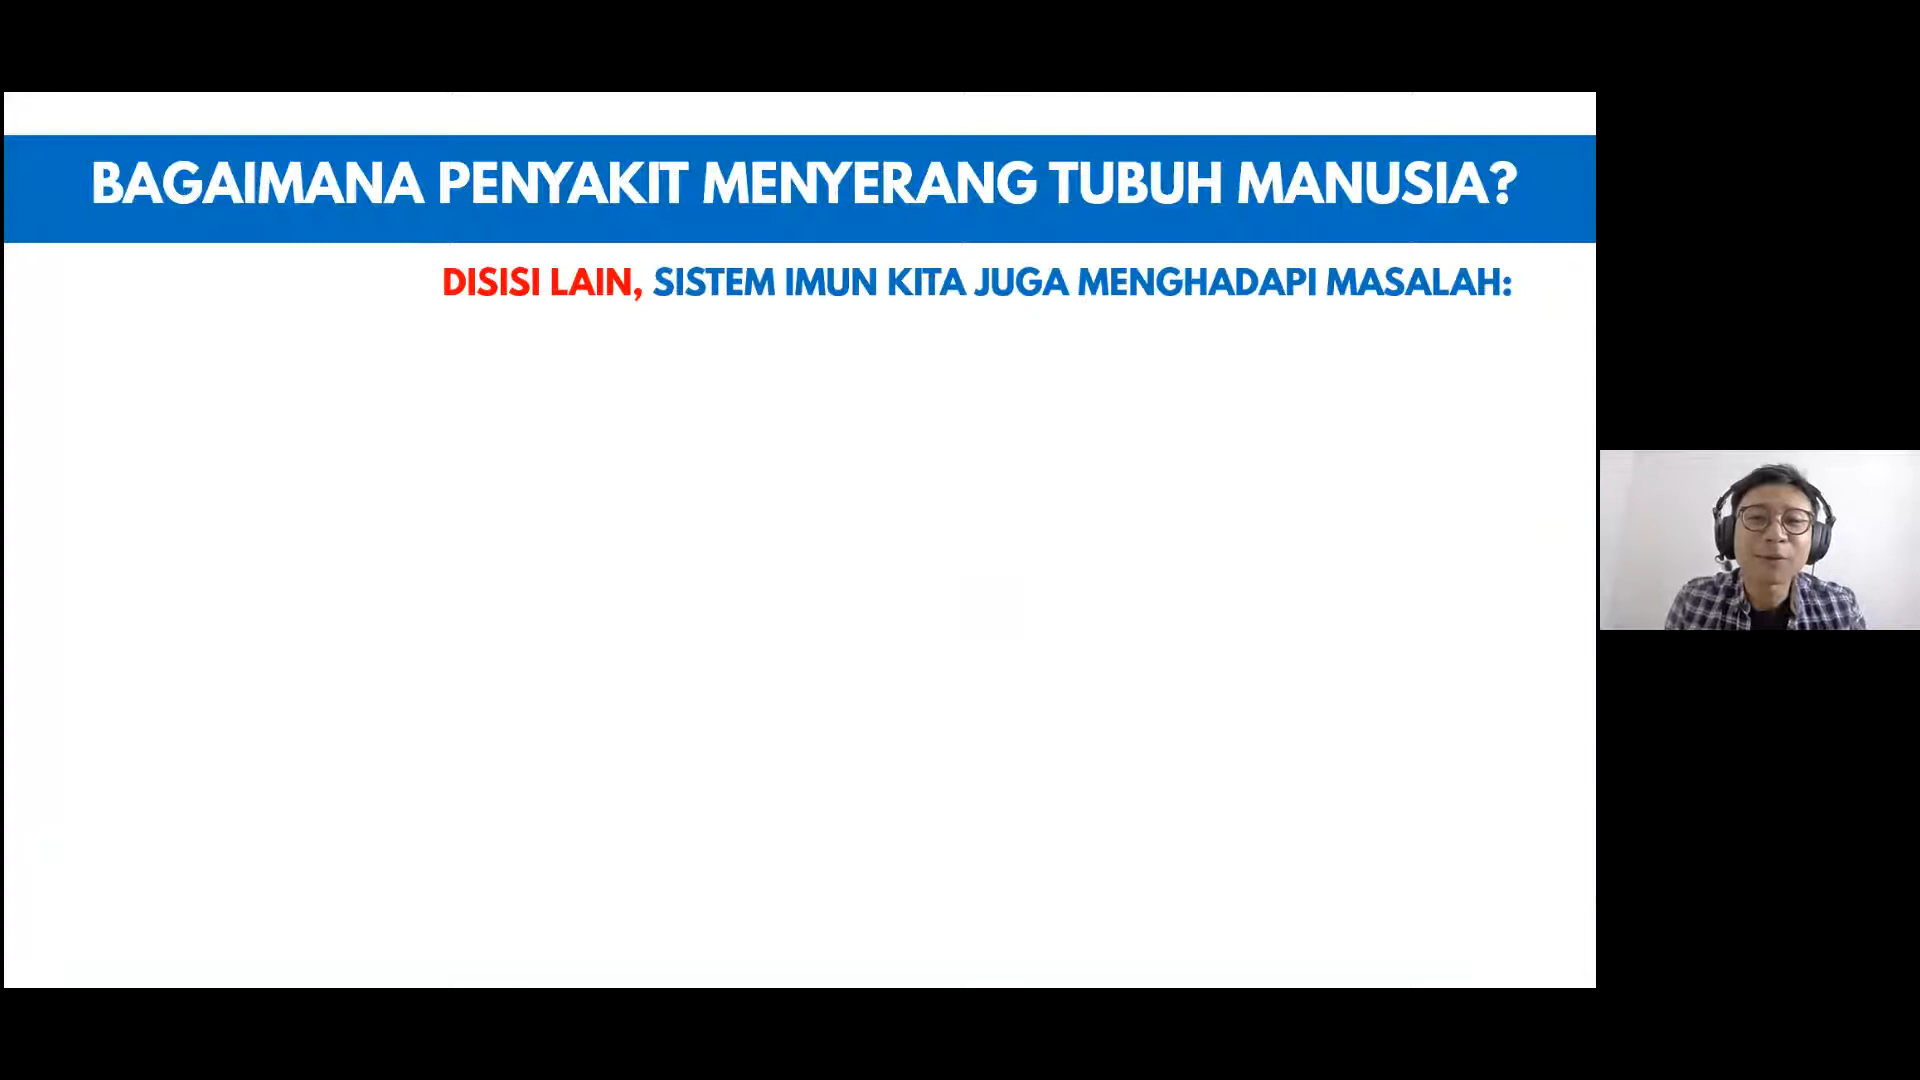 BAGAIMANA PENYAKIT MENYERANG TUBUH MANUSIA?
DISISI LAIN, SISTEM IMUN KITA JUGA MENGHADAPI MASALAH: